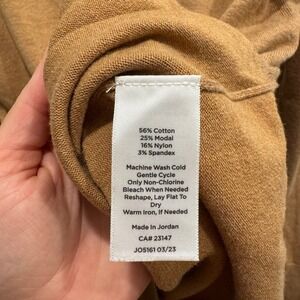 56% Cotton
25% Modal
16% Nylon
3% Spandex
Machine Wash Cold
Gentle Cycle
Only Non-Chlorine
Bleach When Needed
Reshape, Lay Flat To
Dry
Warm Iron, If Needed
Made In Jordan
CA# 23147
JO5161 03/23